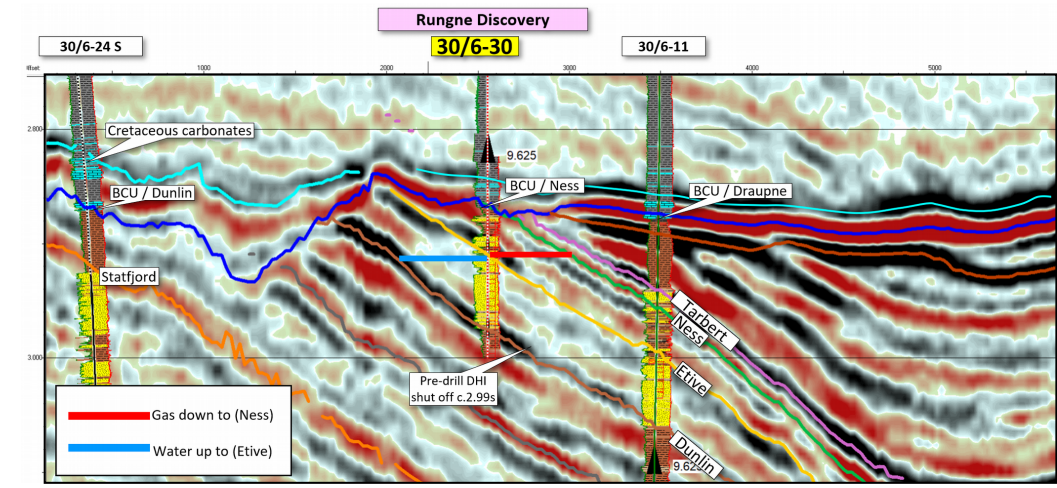 Rungne Discovery
30/6-24 S
30/6-30
30/6-11
1000
2000
3000
4000
5000
2.800
Cretaceous carbonates
9.625
BCU / Dunlin
BCU / Ness
BCU / Draupne
Statfjord
Tarbert
Ness
3.000
Etive
Pre-drill DHI
shut off c.2.99s
Gas down to (Ness)
Water up to (Etive)
Dunlin